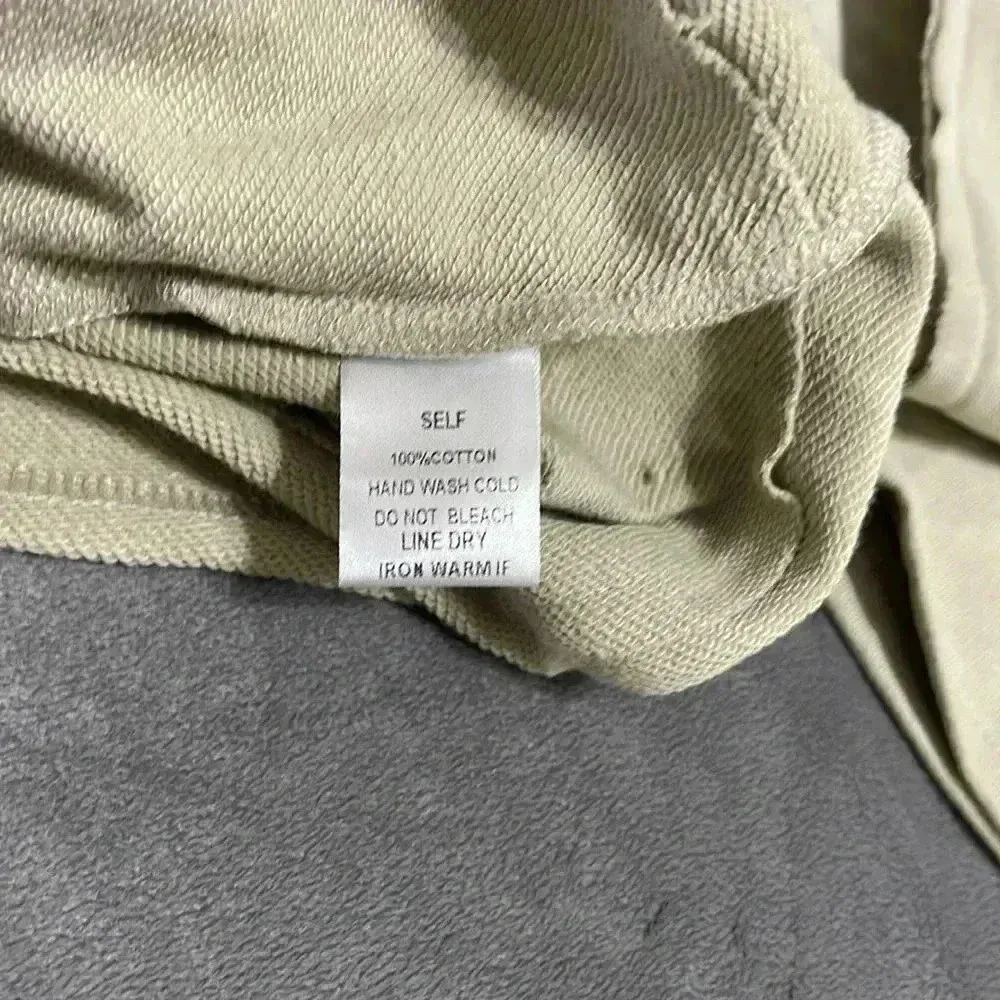 SELF
100%COTTON
HAND WASH COLD
DO NOT BLEACH
LINE DRY
IRON WARM IF